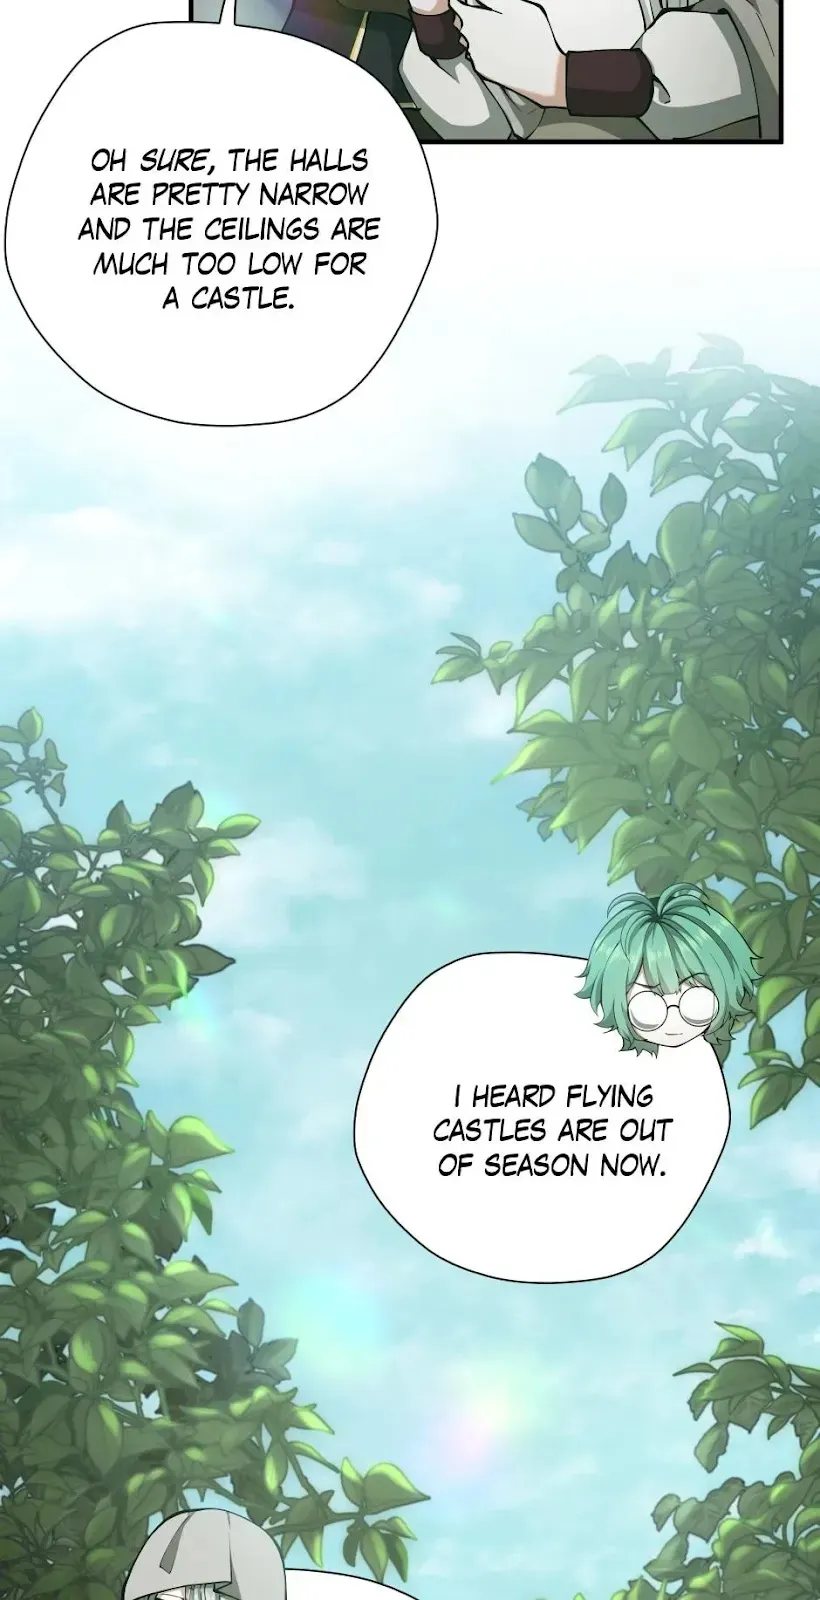 OH SURE, THE HALLS
ARE PRETTY NARROW
AND THE CEILINGS ARE
MUCH TOO LOW FOR
A CASTLE.
I HEARD FLYING
CASTLES ARE OUT
OF SEASON NOW.